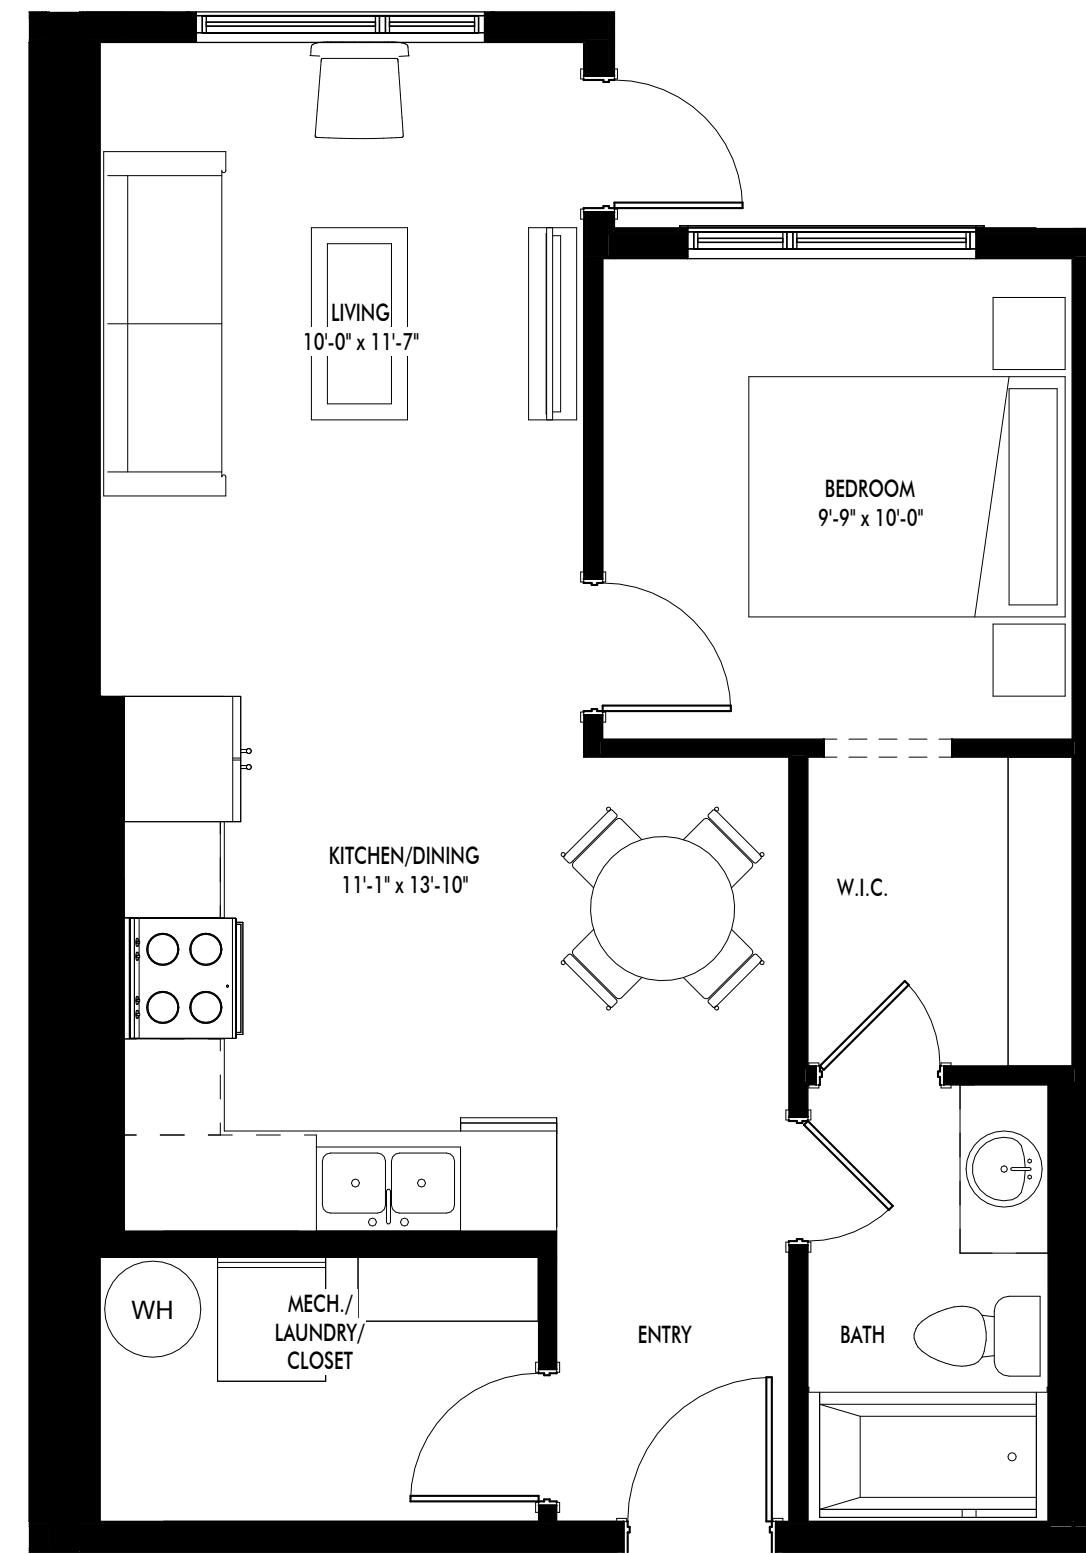 LIVING
10'-0" x 11'-7"
BEDROOM
9'-9" x 10'-0"
KITCHEN/DINING
11'-1" x 13'-10"
W.I.C.
WH
MECH./
LAUNDRY/
CLOSET
ENTRY
BATH